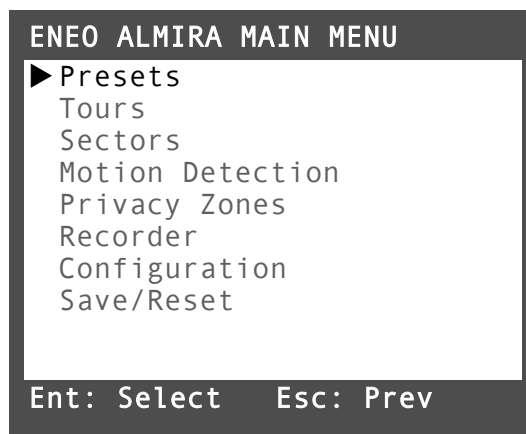 ENEO ALMIRA MAIN MENU
▶Presets
Tours
Sectors
Motion Detection
Privacy Zones
Recorder
Configuration
Save/Reset
Ent: Select   Esc: Prev